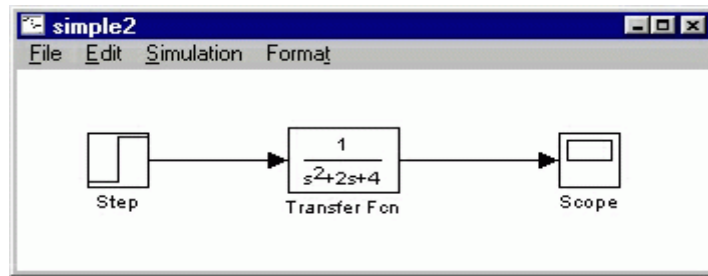 simple2
File Edit Simulation Format
1
s²+2s+4
Step
Transfer Fcn
Scope